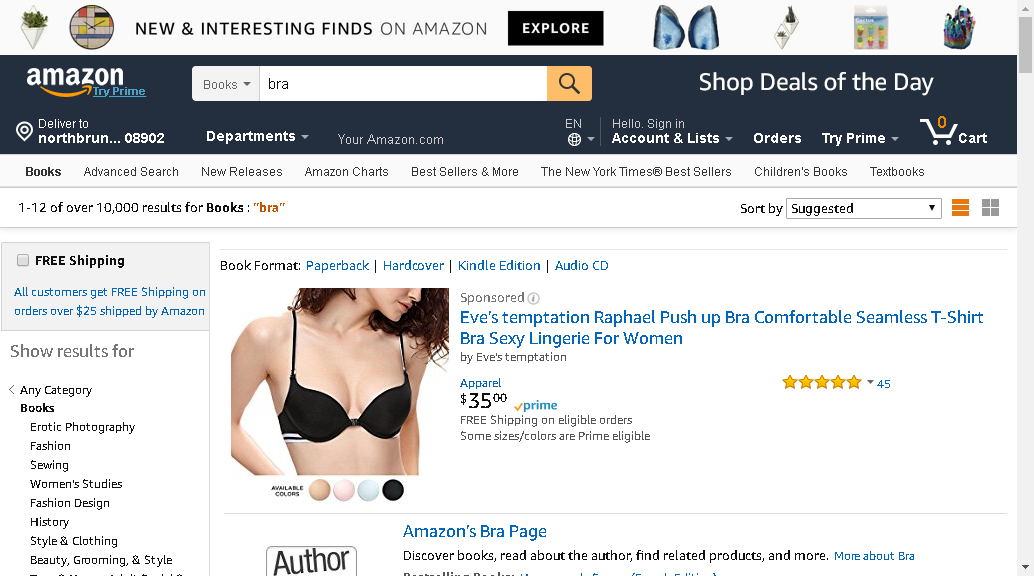 NEW & INTERESTING FINDS ON AMAZON EXPLORE
amazon
Try Prime
Books
bra
Shop Deals of the Day
Deliver to
northbrun... 08902
Departments
Your Amazon.com
EN
Hello. Sign in
Account & Lists
Orders
Try Prime
0
Cart
Books Advanced Search New Releases Amazon Charts Best Sellers & More The New York Times® Best Sellers Children's Books Textbooks
1-12 of over 10,000 results for Books : "bra"
Sort by Suggested
FREE Shipping
All customers get FREE Shipping on
orders over $25 shipped by Amazon
Show results for
Any Category
Books
Erotic Photography
Fashion
Sewing
Women's Studies
Fashion Design
History
Style & Clothing
Beauty, Grooming, & Style
Book Format: Paperback | Hardcover | Kindle Edition | Audio CD
Sponsored
Eve's temptation Raphael Push up Bra Comfortable Seamless T-Shirt
Bra Sexy Lingerie For Women
by Eve's temptation
Apparel
$3500 prime
FREE Shipping on eligible orders
Some sizes/colors are Prime eligible
45
AVAILABLE
COLORS
Amazon's Bra Page
Discover books, read about the author, find related products, and more. More about Bra
Author